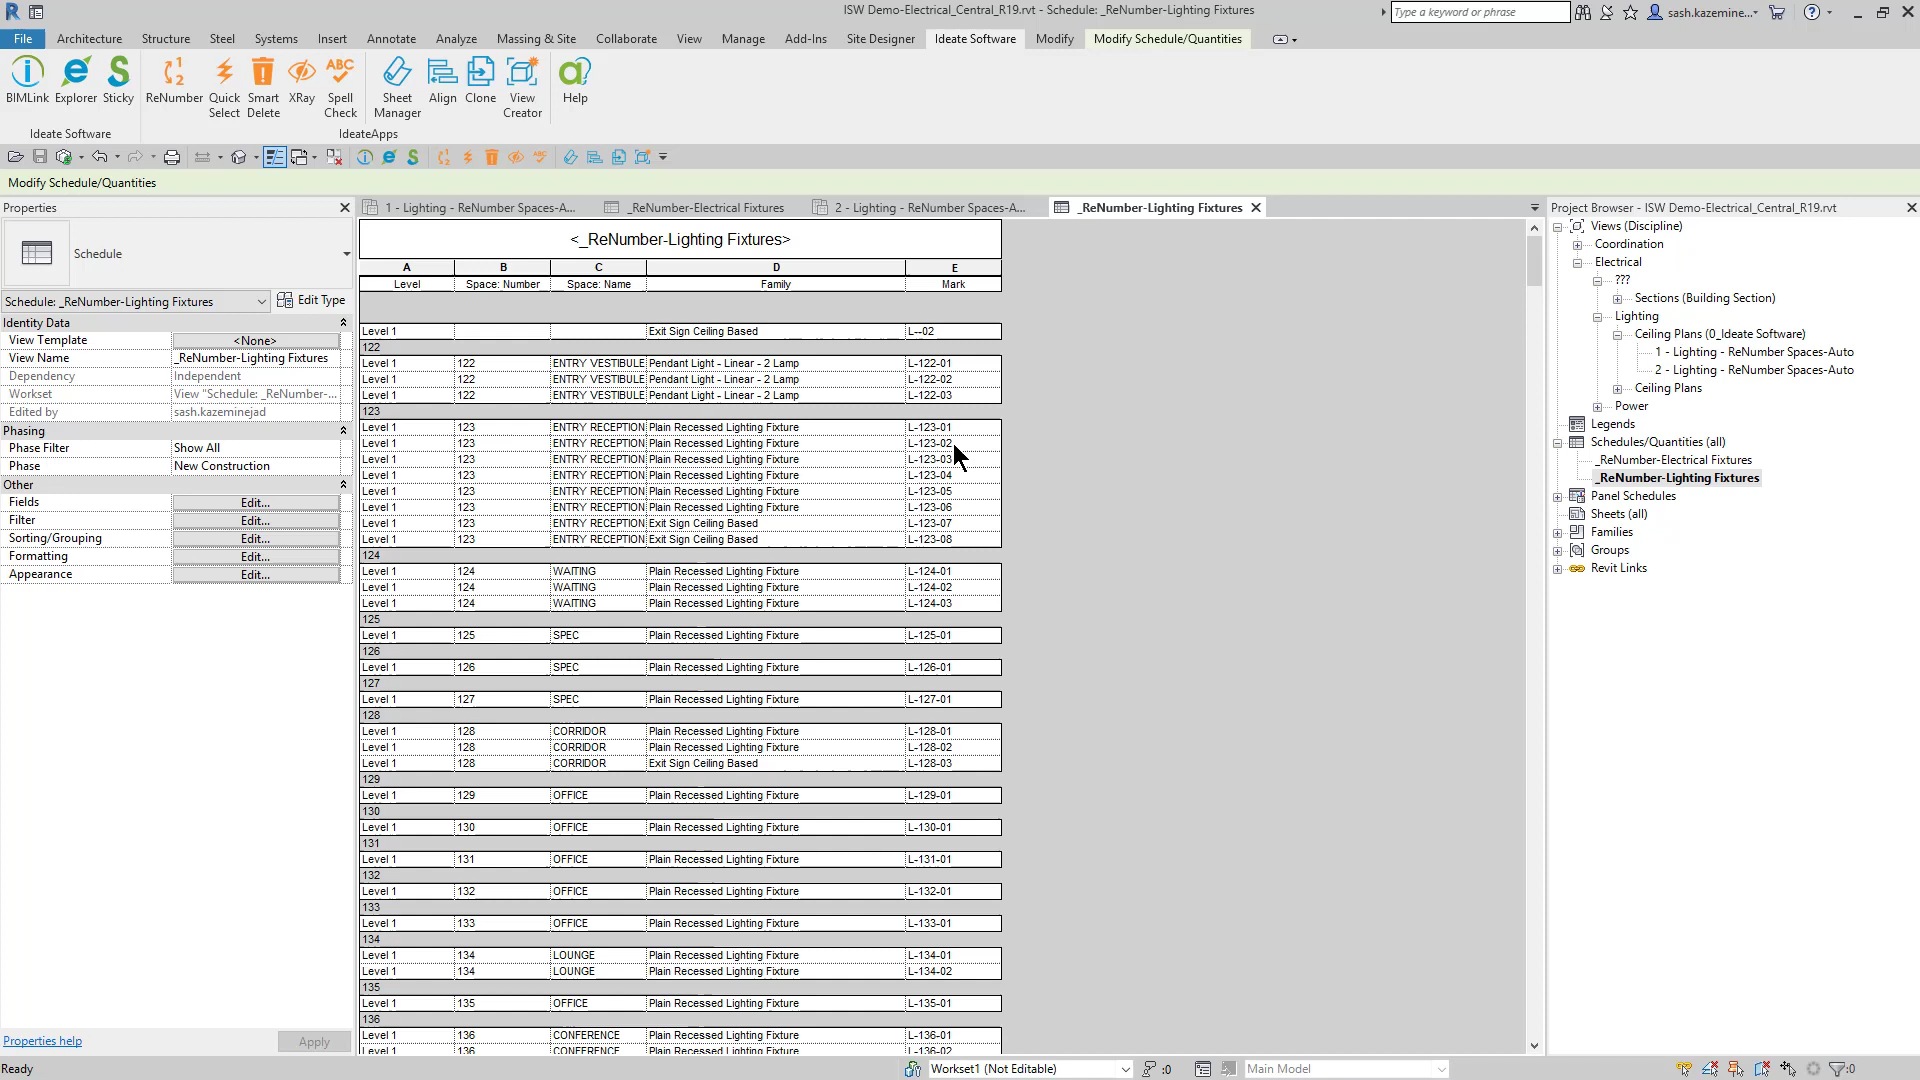 ISW Demo-Electrical_Central_R19.rvt - Schedule: _ReNumber-Lighting Fixtures
Type a keyword or phrase
sash.kazemine...
File Architecture Structure Steel Systems Insert Annotate Analyze Massing & Site Collaborate View Manage Add-Ins Site Designer Ideate Software Modify Modify Schedule/Quantities
BIMLink Explorer Sticky ReNumber Quick Select Smart Delete XRay Spell Check Sheet Manager Align Clone View Creator Help
Ideate Software IdeateApps
Modify Schedule/Quantities
Properties
Schedule
Schedule: _ReNumber-Lighting Fixtures Edit Type
Identity Data
View Template <None>
View Name _ReNumber-Lighting Fixtures
Dependency Independent
Workset View "Schedule: _ReNumber-...
Edited by sash.kazeminejad
Phasing
Phase Filter Show All
Phase New Construction
Other
Fields Edit...
Filter Edit...
Sorting/Grouping Edit...
Formatting Edit...
Appearance Edit...
Properties help Apply
1 - Lighting - ReNumber Spaces-A... _ReNumber-Electrical Fixtures 2 - Lighting - ReNumber Spaces-A... _ReNumber-Lighting Fixtures
<_ReNumber-Lighting Fixtures>
A B C D E
Level Space: Number Space: Name Family Mark
Level 1 Exit Sign Ceiling Based L--02
122
Level 1 122 ENTRY VESTIBULE Pendant Light - Linear - 2 Lamp L-122-01
Level 1 122 ENTRY VESTIBULE Pendant Light - Linear - 2 Lamp L-122-02
Level 1 122 ENTRY VESTIBULE Pendant Light - Linear - 2 Lamp L-122-03
123
Level 1 123 ENTRY RECEPTION Plain Recessed Lighting Fixture L-123-01
Level 1 123 ENTRY RECEPTION Plain Recessed Lighting Fixture L-123-02
Level 1 123 ENTRY RECEPTION Plain Recessed Lighting Fixture L-123-03
Level 1 123 ENTRY RECEPTION Plain Recessed Lighting Fixture L-123-04
Level 1 123 ENTRY RECEPTION Plain Recessed Lighting Fixture L-123-05
Level 1 123 ENTRY RECEPTION Plain Recessed Lighting Fixture L-123-06
Level 1 123 ENTRY RECEPTION Exit Sign Ceiling Based L-123-07
Level 1 123 ENTRY RECEPTION Exit Sign Ceiling Based L-123-08
124
Level 1 124 WAITING Plain Recessed Lighting Fixture L-124-01
Level 1 124 WAITING Plain Recessed Lighting Fixture L-124-02
Level 1 124 WAITING Plain Recessed Lighting Fixture L-124-03
125
Level 1 125 SPEC Plain Recessed Lighting Fixture L-125-01
126
Level 1 126 SPEC Plain Recessed Lighting Fixture L-126-01
127
Level 1 127 SPEC Plain Recessed Lighting Fixture L-127-01
128
Level 1 128 CORRIDOR Plain Recessed Lighting Fixture L-128-01
Level 1 128 CORRIDOR Plain Recessed Lighting Fixture L-128-02
Level 1 128 CORRIDOR Exit Sign Ceiling Based L-128-03
129
Level 1 129 OFFICE Plain Recessed Lighting Fixture L-129-01
130
Level 1 130 OFFICE Plain Recessed Lighting Fixture L-130-01
131
Level 1 131 OFFICE Plain Recessed Lighting Fixture L-131-01
132
Level 1 132 OFFICE Plain Recessed Lighting Fixture L-132-01
133
Level 1 133 OFFICE Plain Recessed Lighting Fixture L-133-01
134
Level 1 134 LOUNGE Plain Recessed Lighting Fixture L-134-01
Level 1 134 LOUNGE Plain Recessed Lighting Fixture L-134-02
135
Level 1 135 OFFICE Plain Recessed Lighting Fixture L-135-01
136
Level 1 136 CONFERENCE Plain Recessed Lighting Fixture L-136-01
Level 1 136 CONFERENCE Plain Recessed Lighting Fixture L-136-02
Project Browser - ISW Demo-Electrical_Central_R19.rvt
Views (Discipline)
Coordination
Electrical
???
Sections (Building Section)
Lighting
Ceiling Plans (0_Ideate Software)
1 - Lighting - ReNumber Spaces-Auto
2 - Lighting - ReNumber Spaces-Auto
Ceiling Plans
Power
Legends
Schedules/Quantities (all)
_ReNumber-Electrical Fixtures
_ReNumber-Lighting Fixtures
Panel Schedules
Sheets (all)
Families
Groups
Revit Links
Ready Workset1 (Not Editable) :0 Main Model :0